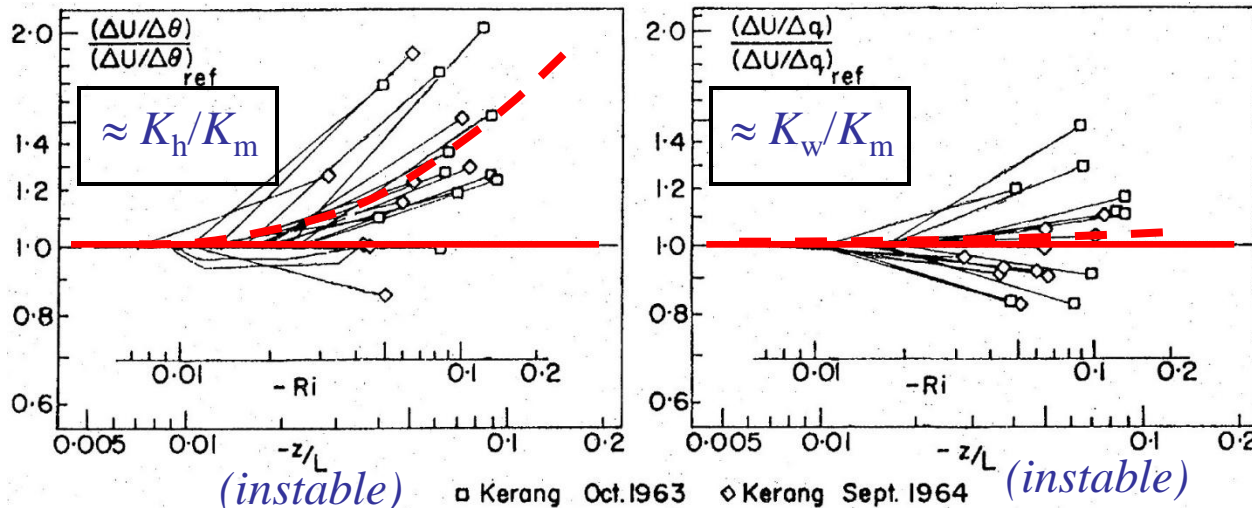 2·0
(ΔU/Δθ)
(ΔU/Δθ)ref
≈ Kh/Km
1·4
1·2
1·0
0·8
0·6
0·01
-Ri
0·1
0·2
0·005
0·01
-z/L
0·1
0·2
(instable)
2·0
(ΔU/Δq)
(ΔU/Δq)ref
≈ Kw/Km
1·4
1·2
1·0
0·8
0·6
0·01
-Ri
0·1
0·2
0·005
0·01
-z/L
0·1
0·2
(instable)
□ Kerang Oct.1963 ◇ Kerang Sept. 1964